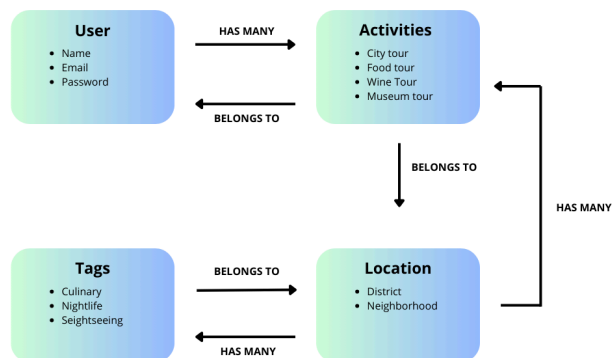 User
Name
Email
Password
HAS MANY
BELONGS TO
Activities
City tour
Food tour
Wine Tour
Museum tour
BELONGS TO
HAS MANY
Tags
Culinary
Nightlife
Seightseeing
BELONGS TO
HAS MANY
Location
District
Neighborhood